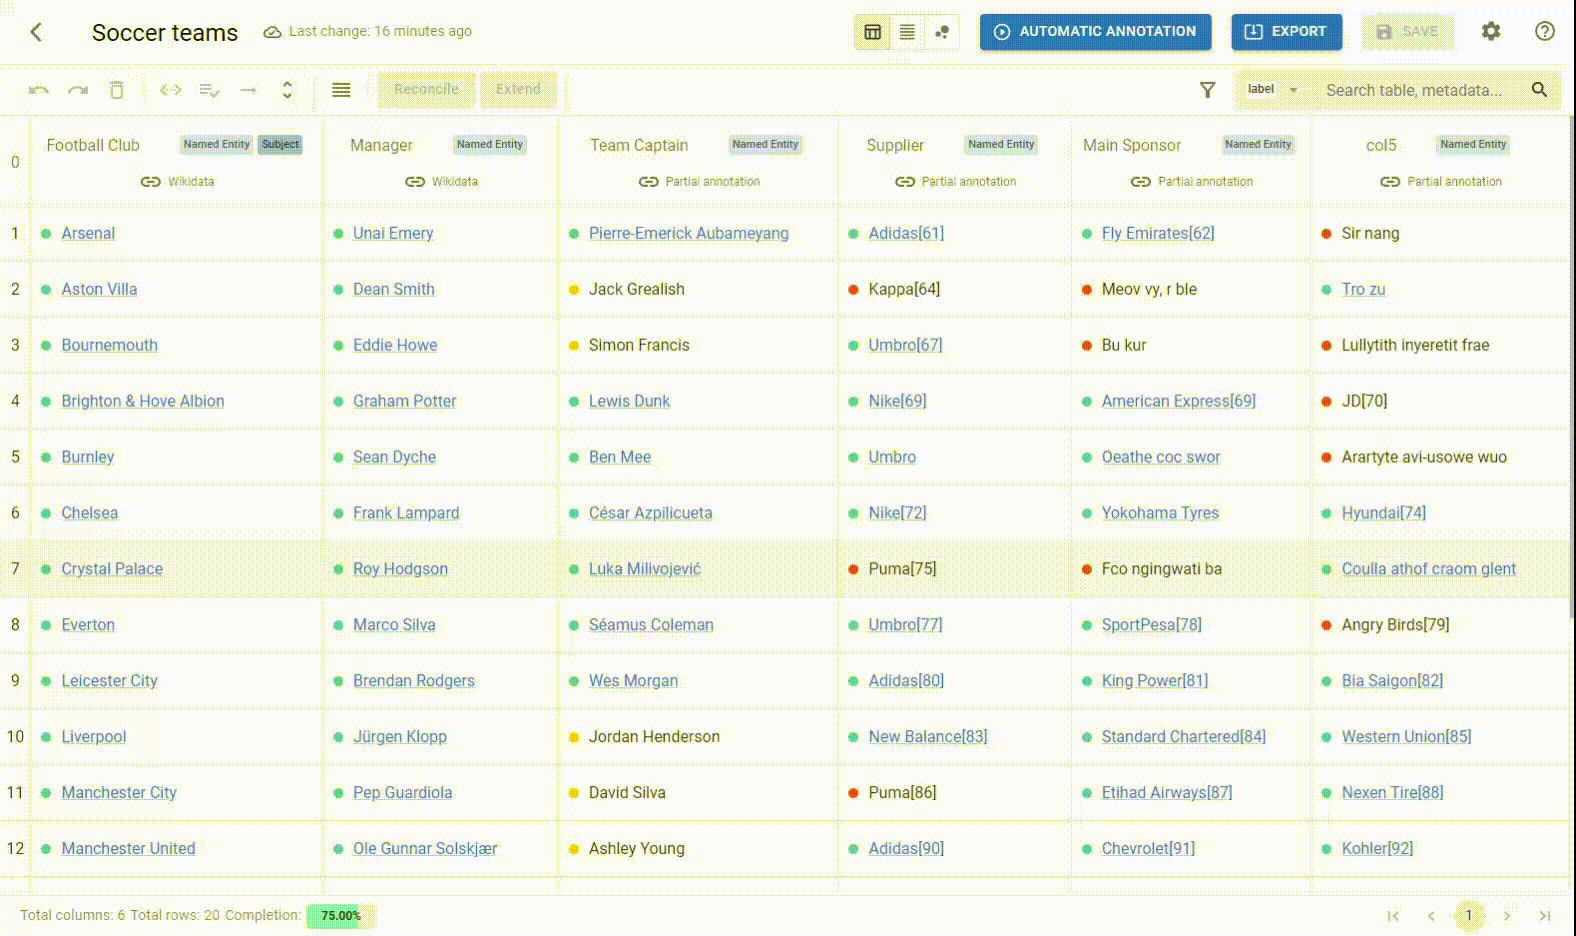 Soccer teams Last change: 16 minutes ago AUTOMATIC ANNOTATION EXPORT SAVE
Reconcile Extend label Search table, metadata...
0 Football Club Named Entity Subject Manager Named Entity Team Captain Named Entity Supplier Named Entity Main Sponsor Named Entity col5 Named Entity
Wikidata Wikidata Partial annotation Partial annotation Partial annotation Partial annotation
1 Arsenal Unai Emery Pierre-Emerick Aubameyang Adidas[61] Fly Emirates[62] Sir nang
2 Aston Villa Dean Smith Jack Grealish Kappa[64] Meov vy, r ble Tro zu
3 Bournemouth Eddie Howe Simon Francis Umbro[67] Bu kur Lullytith inyeretit frae
4 Brighton & Hove Albion Graham Potter Lewis Dunk Nike[69] American Express[69] JD[70]
5 Burnley Sean Dyche Ben Mee Umbro Oeathe coc swor Arartyte avi-usowe wuo
6 Chelsea Frank Lampard César Azpilicueta Nike[72] Yokohama Tyres Hyundai[74]
7 Crystal Palace Roy Hodgson Luka Milivojević Puma[75] Fco ngingwati ba Coulla athof craom glent
8 Everton Marco Silva Séamus Coleman Umbro[77] SportPesa[78] Angry Birds[79]
9 Leicester City Brendan Rodgers Wes Morgan Adidas[80] King Power[81] Bia Saigon[82]
10 Liverpool Jürgen Klopp Jordan Henderson New Balance[83] Standard Chartered[84] Western Union[85]
11 Manchester City Pep Guardiola David Silva Puma[86] Etihad Airways[87] Nexen Tire[88]
12 Manchester United Ole Gunnar Solskjær Ashley Young Adidas[90] Chevrolet[91] Kohler[92]
Total columns: 6 Total rows: 20 Completion: 75.00% 1